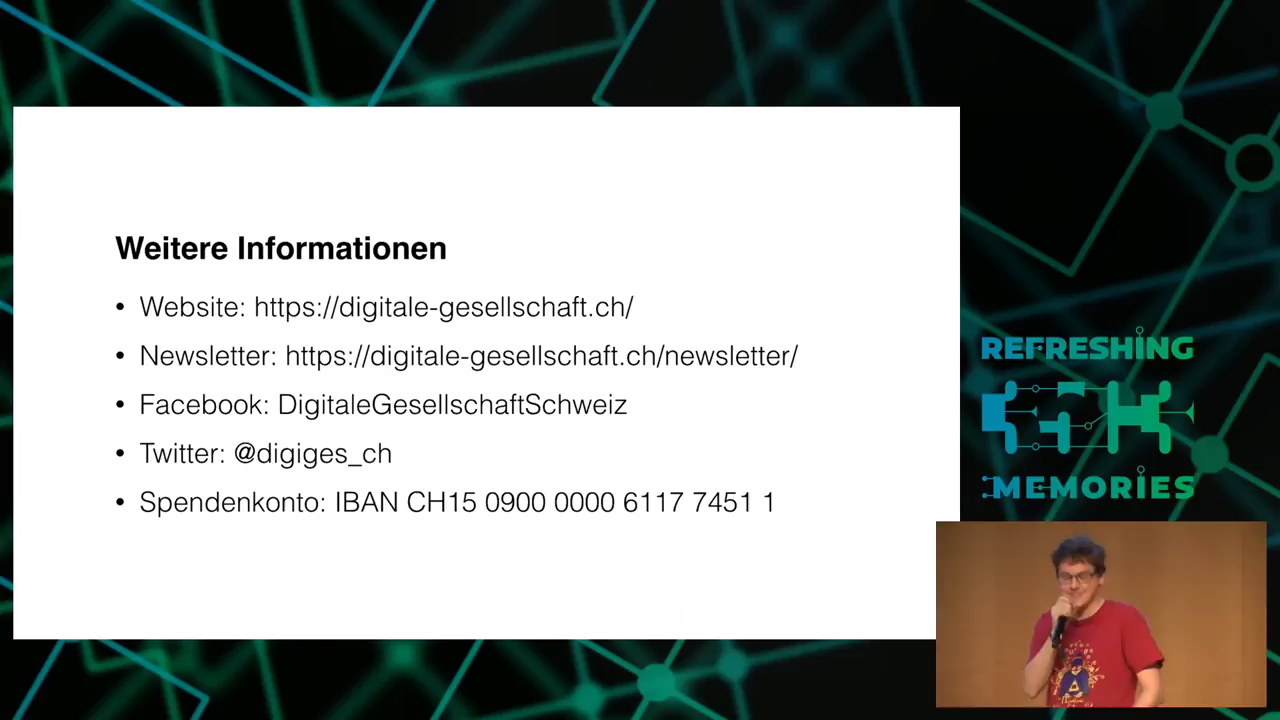 Weitere Informationen
• Website: https://digitale-gesellschaft.ch/
• Newsletter: https://digitale-gesellschaft.ch/newsletter/
• Facebook: DigitaleGesellschaftSchweiz
• Twitter: @digiges_ch
• Spendenkonto: IBAN CH15 0900 0000 6117 7451 1
REFRESHING
MEMORIES